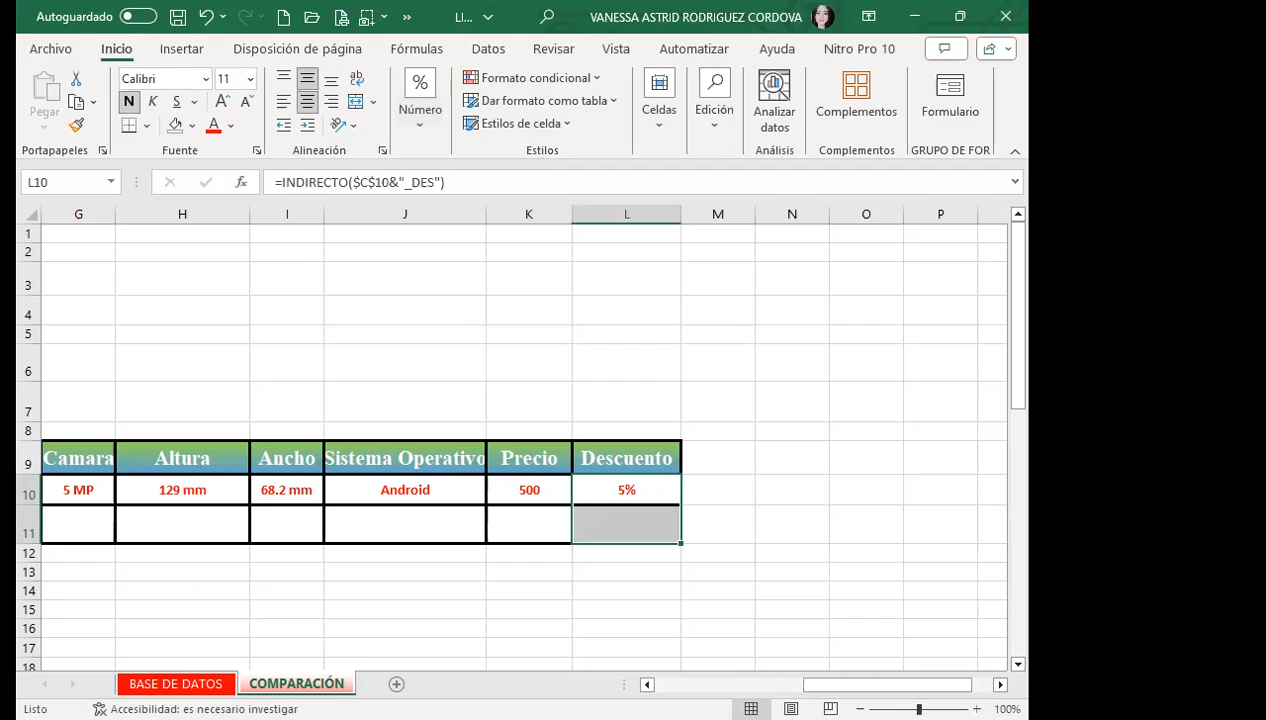 Autoguardado LI... VANESSA ASTRID RODRIGUEZ CORDOVA
Archivo Inicio Insertar Disposición de página Fórmulas Datos Revisar Vista Automatizar Ayuda Nitro Pro 10
Pegar Calibri 11 Número Formato condicional Celdas Edición Analizar datos Complementos Formulario
N K S Dar formato como tabla
A Estilos de celda
Portapapeles Fuente Alineación Estilos Análisis Complementos GRUPO DE FOR
L10 fx =INDIRECTO($C$10&"_DES")
G H I J K L M N O P
1
2
3
4
5
6
7
8
9 Camara Altura Ancho Sistema Operativo Precio Descuento
10 5 MP 129 mm 68.2 mm Android 500 5%
11
12
13
14
15
16
17
18
BASE DE DATOS COMPARACIÓN
Listo Accesibilidad: es necesario investigar 100%